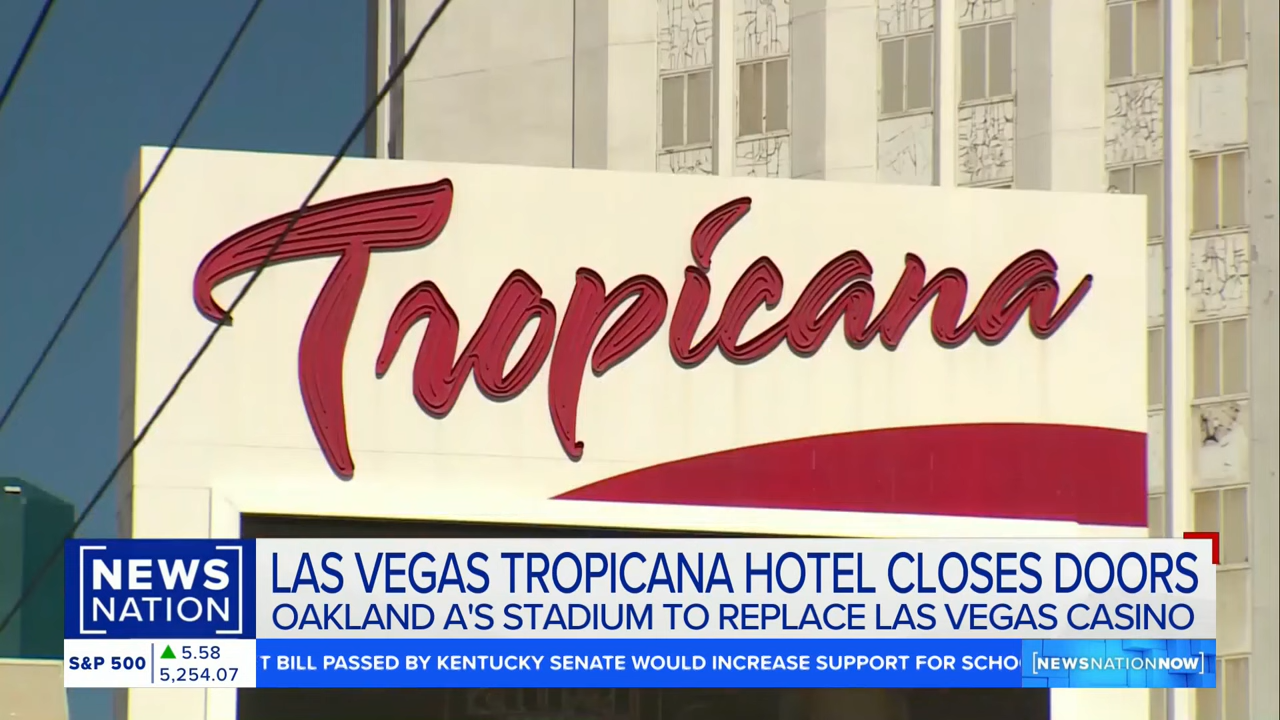 Tropicana
NEWS
NATION
LAS VEGAS TROPICANA HOTEL CLOSES DOORS
OAKLAND A'S STADIUM TO REPLACE LAS VEGAS CASINO
S&P 500
5.58
5,254.07
T BILL PASSED BY KENTUCKY SENATE WOULD INCREASE SUPPORT FOR SCHO
NEWSNATIONNOW